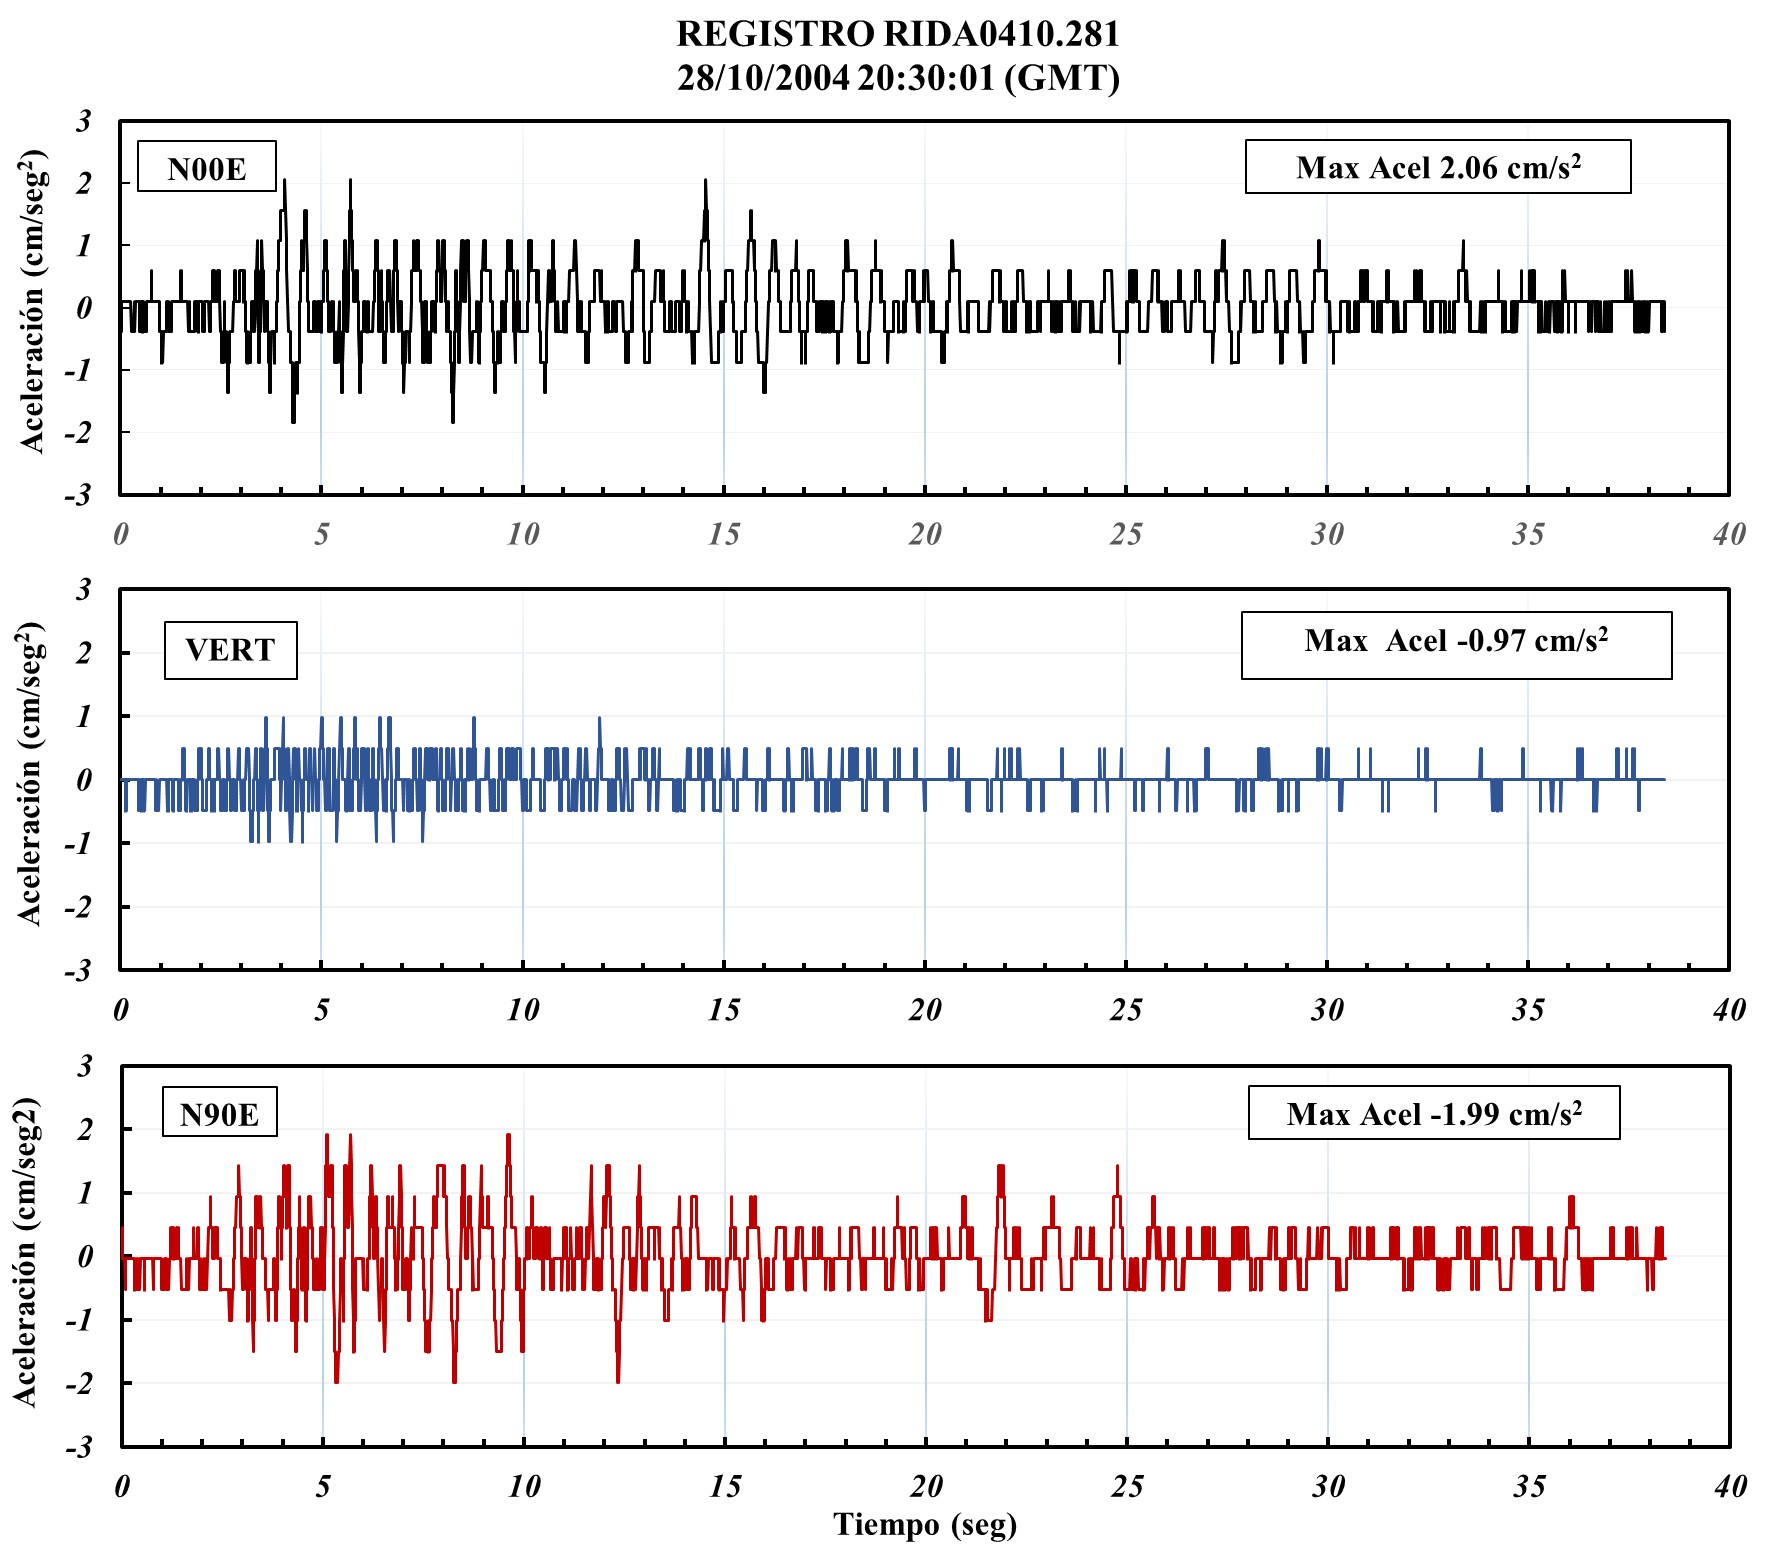 REGISTRO RIDA0410.281
28/10/2004 20:30:01 (GMT)
Aceleración (cm/seg²)
3
2
1
0
-1
-2
-3
N00E
Max Acel 2.06 cm/s²
0 5 10 15 20 25 30 35 40
Aceleración (cm/seg²)
3
2
1
0
-1
-2
-3
VERT
Max Acel -0.97 cm/s²
0 5 10 15 20 25 30 35 40
Aceleración (cm/seg2)
3
2
1
0
-1
-2
-3
N90E
Max Acel -1.99 cm/s²
0 5 10 15 20 25 30 35 40
Tiempo (seg)